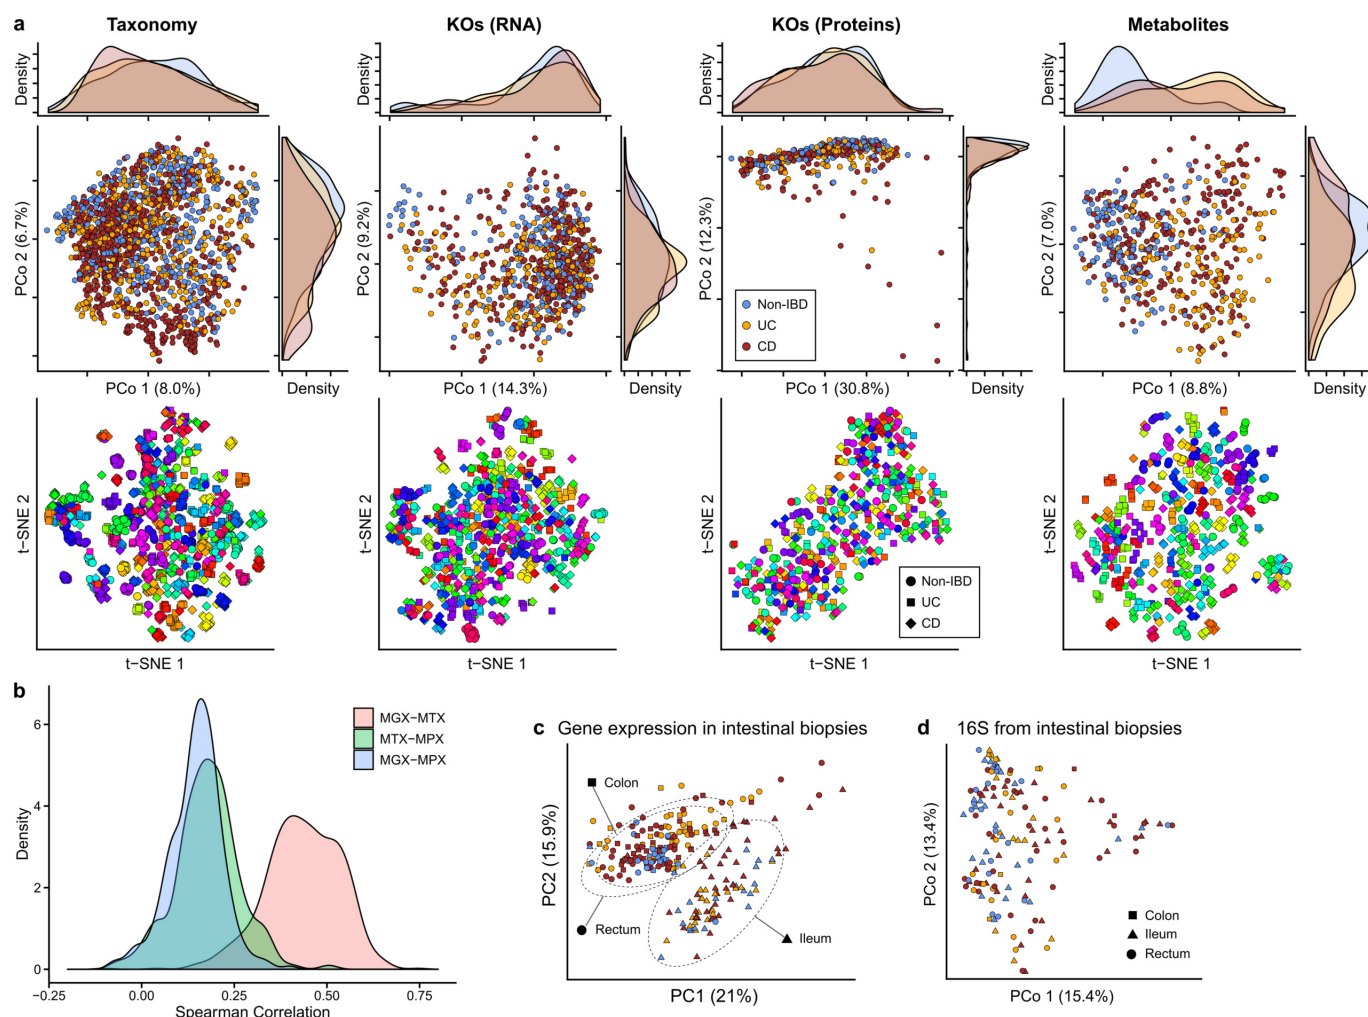 a
Taxonomy
KOs (RNA)
KOs (Proteins)
Metabolites
Density
Density
Density
Density
PCo 2 (6.7%)
PCo 2 (9.2%)
PCo 2 (12.3%)
PCo 2 (7.0%)
Non-IBD
UC
CD
PCo 1 (8.0%)
Density
PCo 1 (14.3%)
Density
PCo 1 (30.8%)
Density
PCo 1 (8.8%)
Density
t-SNE 2
t-SNE 2
t-SNE 2
t-SNE 2
Non-IBD
UC
CD
t-SNE 1
t-SNE 1
t-SNE 1
t-SNE 1
b
Density
6
4
2
0
-0.25
0.00
0.25
0.50
0.75
Spearman Correlation
MGX-MTX
MTX-MPX
MGX-MPX
c
Gene expression in intestinal biopsies
PC2 (15.9%)
Colon
Rectum
Ileum
PC1 (21%)
d
16S from intestinal biopsies
PCo 2 (13.4%)
Colon
Ileum
Rectum
PCo 1 (15.4%)